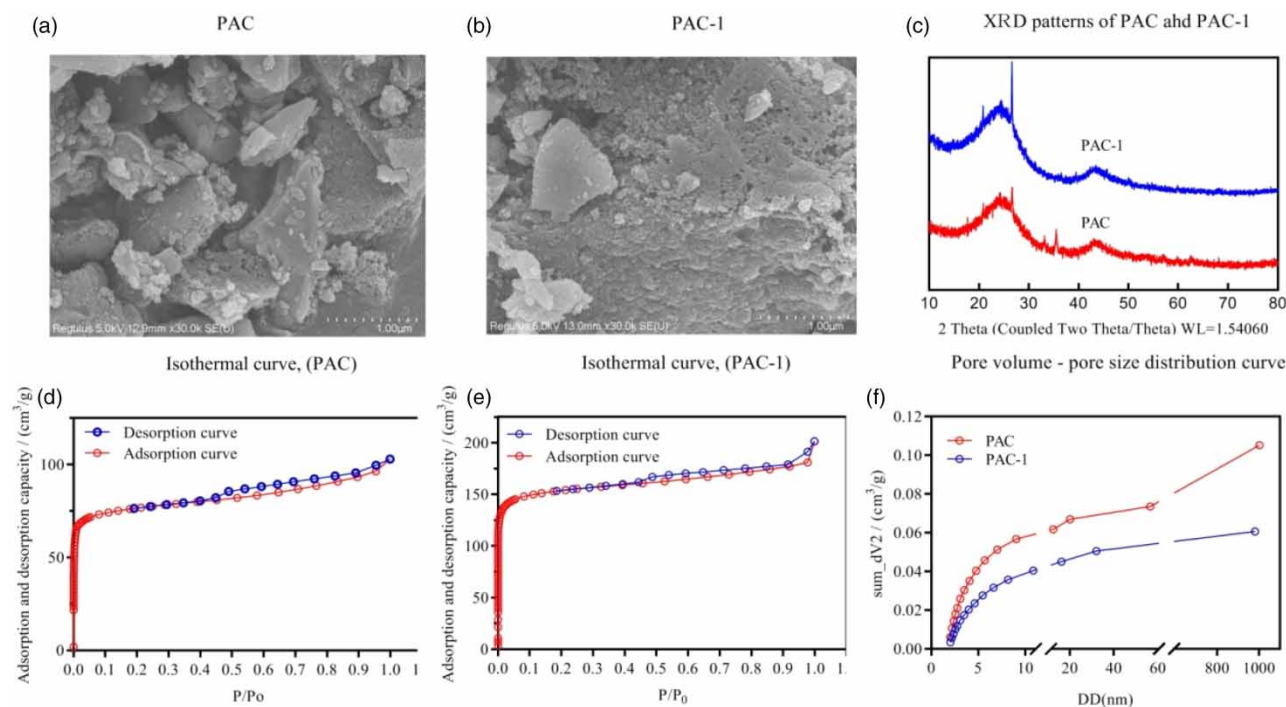 (a)
PAC
(b)
PAC-1
(c)
XRD patterns of PAC ahd PAC-1
Regulus 5.0kV 12.9mm x30.0k SE(U)
1.00µm
Regulus 5.0kV 13.0mm x30.0k SE(U)
1.00µm
PAC-1
PAC
10 20 30 40 50 60 70 80
2 Theta (Coupled Two Theta/Theta) WL=1.54060
Isothermal curve, (PAC)
Isothermal curve, (PAC-1)
Pore volume - pore size distribution curve
(d)
Adsorption and desorption capacity / (cm³/g)
Desorption curve
Adsorption curve
100
50
0
0.0 0.1 0.2 0.3 0.4 0.5 0.6 0.7 0.8 0.9 1.0 1.
P/Po
(e)
Adsorption and desorption capacity / (cm³/g)
Desorption curve
Adsorption curve
200
150
100
50
0
0.0 0.1 0.2 0.3 0.4 0.5 0.6 0.7 0.8 0.9 1.0 1.
P/P₀
(f)
sum_dV2 / (cm³/g)
PAC
PAC-1
0.12
0.10
0.08
0.06
0.04
0.02
0.00
0 5 10 20 60 800 1000
DD(nm)